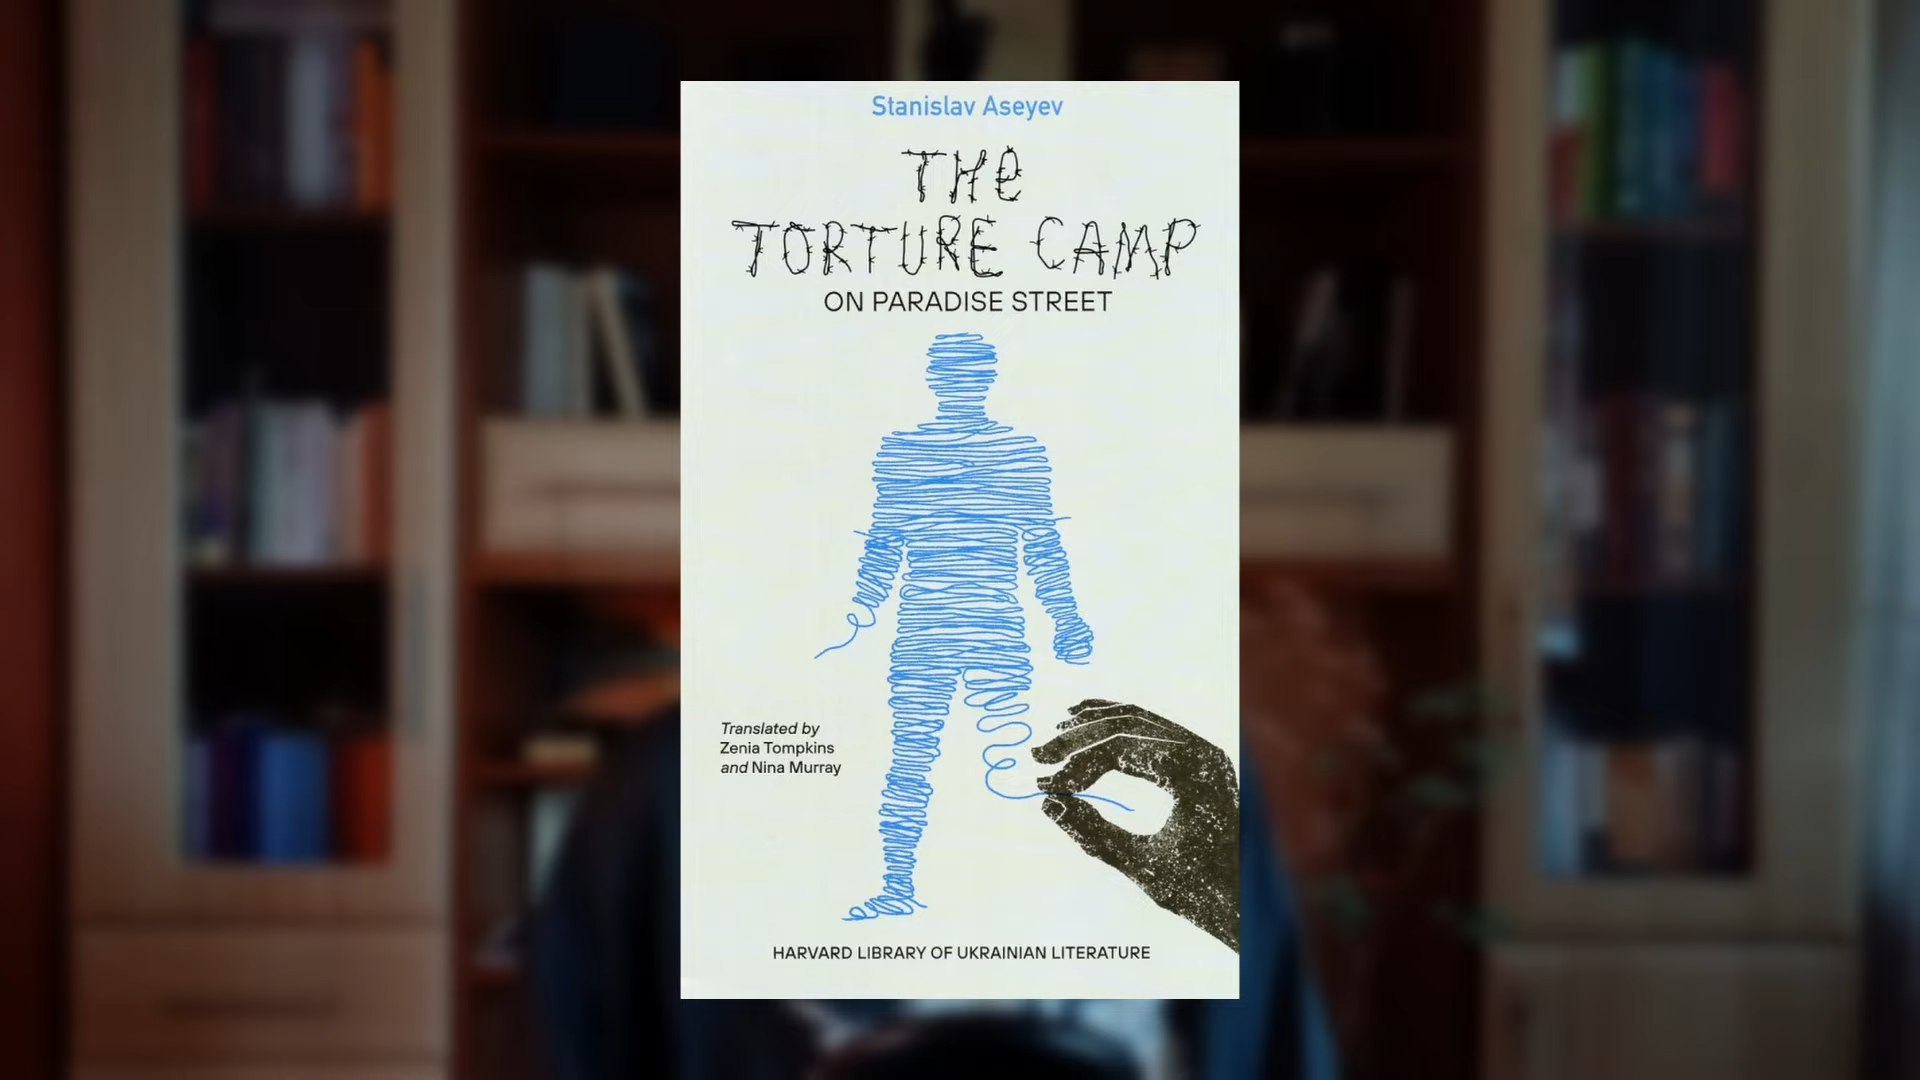 Stanislav Aseyev
THE
TORTURE CAMP
ON PARADISE STREET
Translated by
Zenia Tompkins
and Nina Murray
HARVARD LIBRARY OF UKRAINIAN LITERATURE